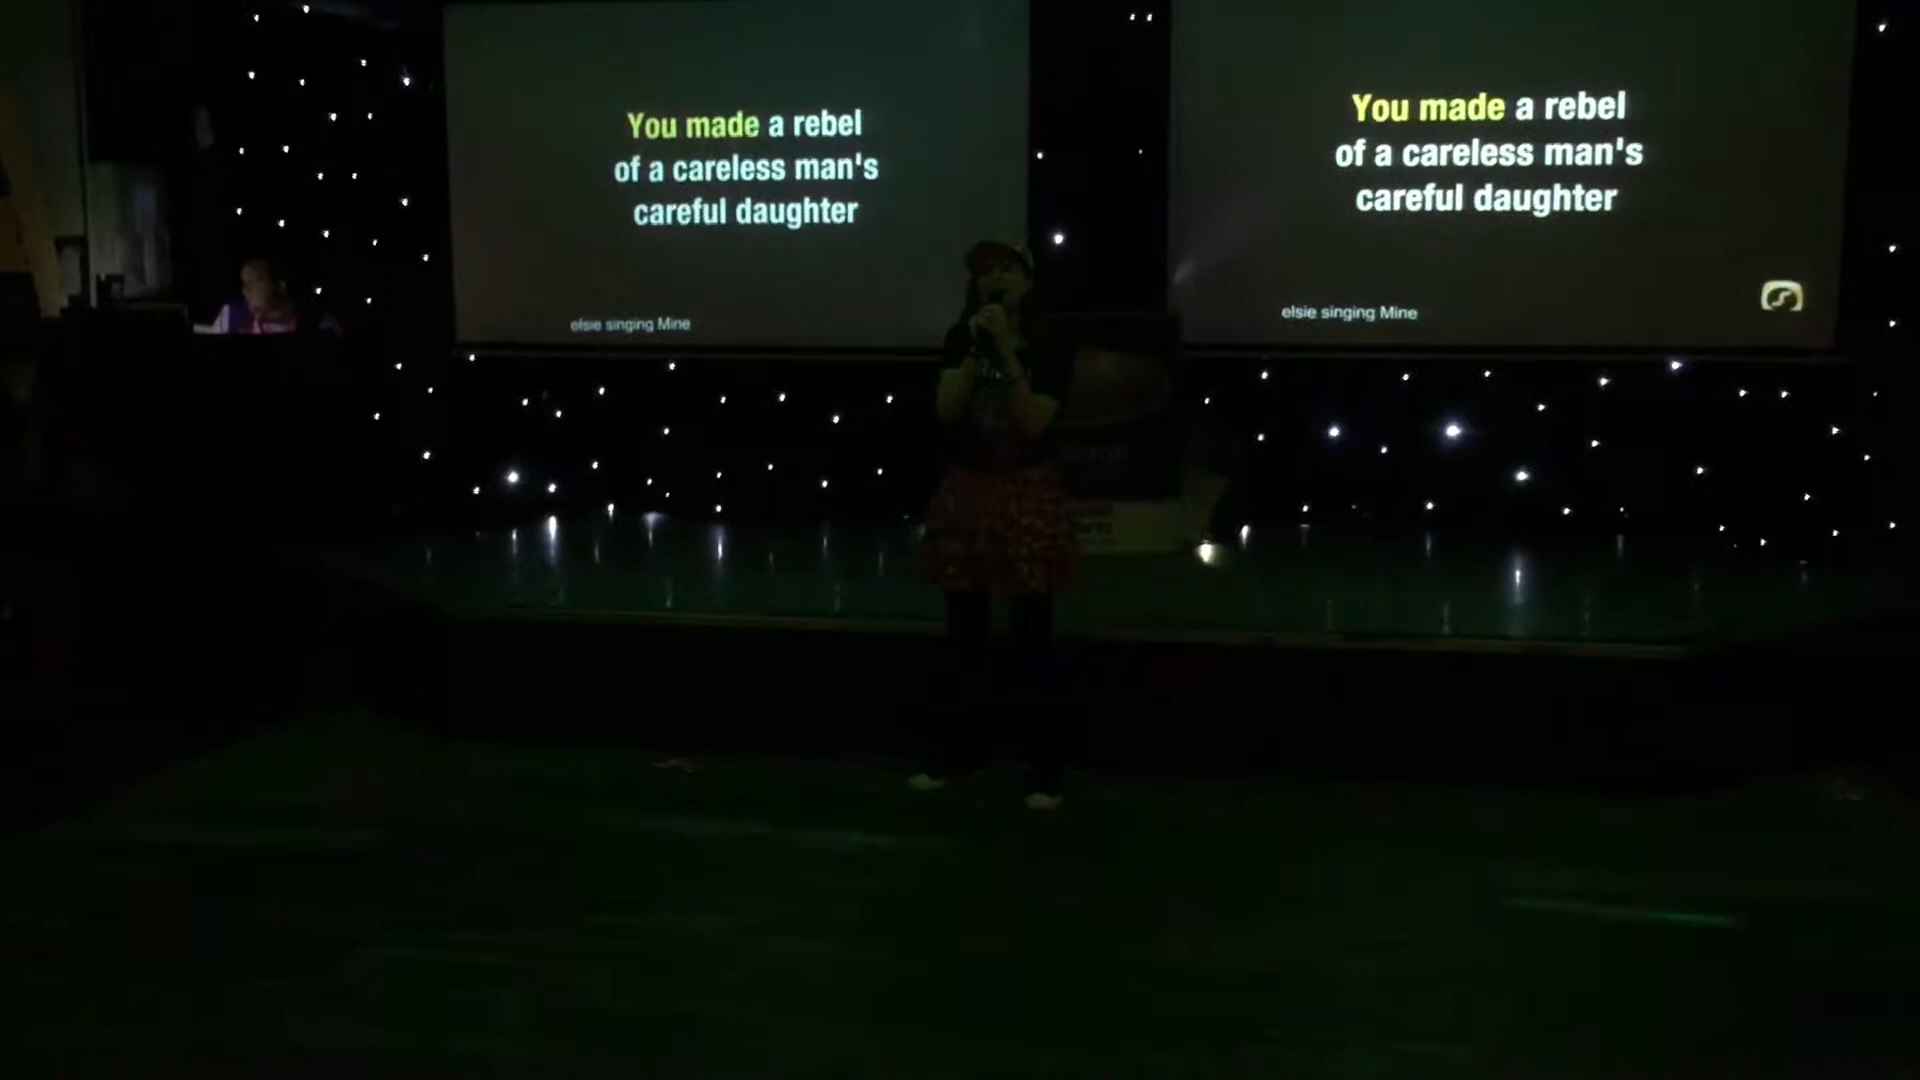 You made a rebel
of a careless man's
careful daughter
elsie singing Mine
You made a rebel
of a careless man's
careful daughter
elsie singing Mine